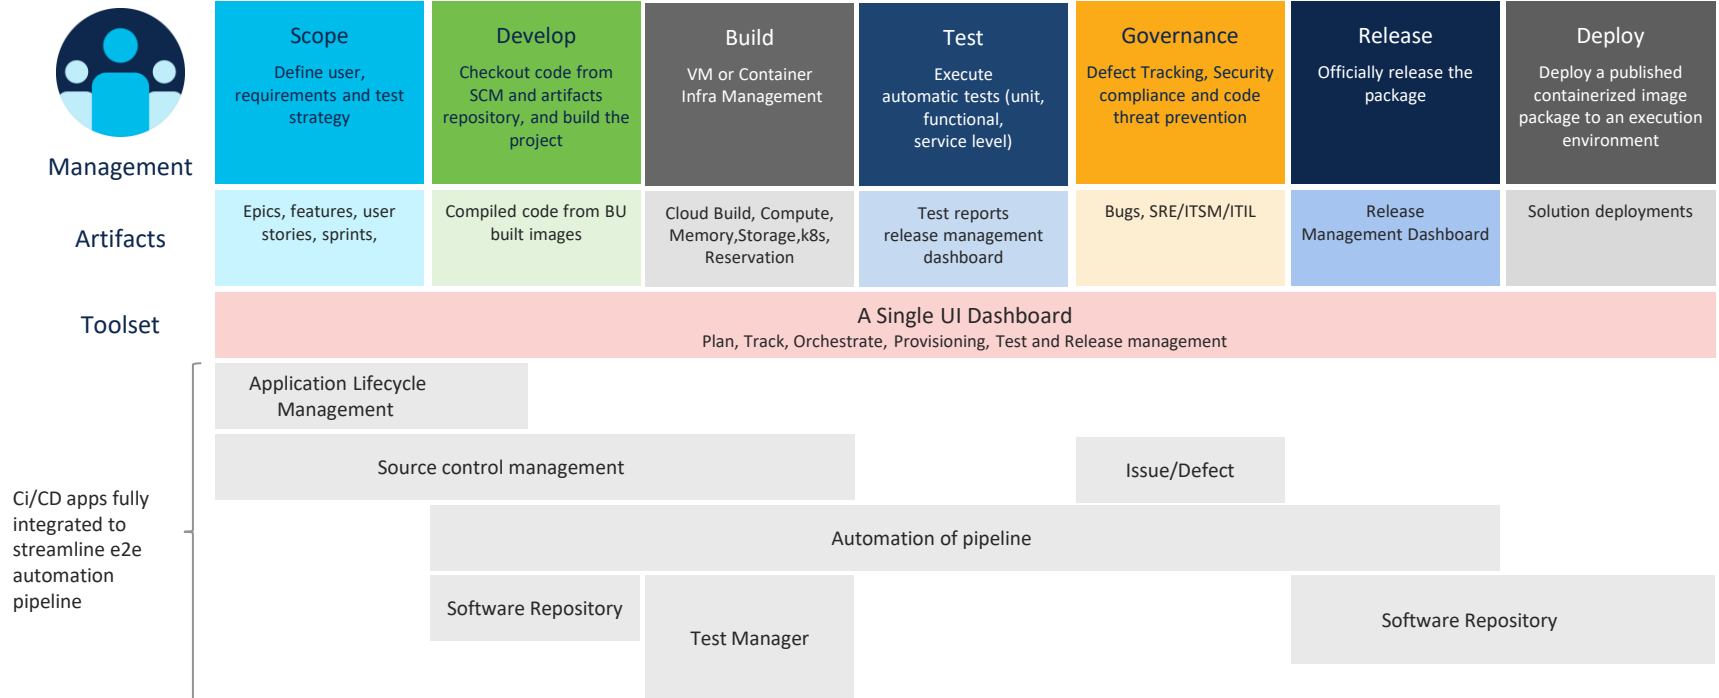 Management
Scope
Define user,
requirements and test
strategy
Develop
Checkout code from
SCM and artifacts
repository, and build the
project
Build
VM or Container
Infra Management
Test
Execute
automatic tests (unit,
functional,
service level)
Governance
Defect Tracking, Security
compliance and code
threat prevention
Release
Officially release the
package
Deploy
Deploy a published
containerized image
package to an execution
environment
Artifacts
Epics, features, user
stories, sprints,
Compiled code from BU
built images
Cloud Build, Compute,
Memory,Storage,k8s,
Reservation
Test reports
release management
dashboard
Bugs, SRE/ITSM/ITIL
Release
Management Dashboard
Solution deployments
Toolset
A Single UI Dashboard
Plan, Track, Orchestrate, Provisioning, Test and Release management
Ci/CD apps fully
integrated to
streamline e2e
automation
pipeline
Application Lifecycle
Management
Source control management
Issue/Defect
Automation of pipeline
Software Repository
Test Manager
Software Repository